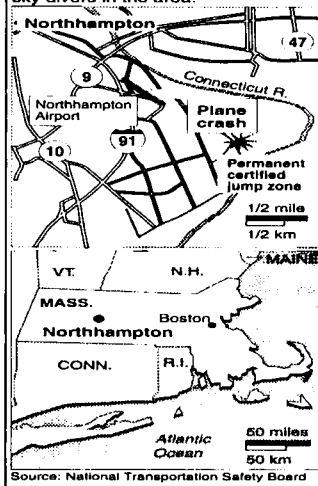 sky divers in the area.
Northhampton
47
9
Connecticut R.
Northhampton
Airport
Plane
crash
91
10
Permanent
certified
jump zone
1/2 mile
1/2 km
VT.
N.H.
MAINE
MASS.
Boston
Northhampton
CONN.
R.I.
Atlantic
Ocean
50 miles
50 km
Source: National Transportation Safety Board